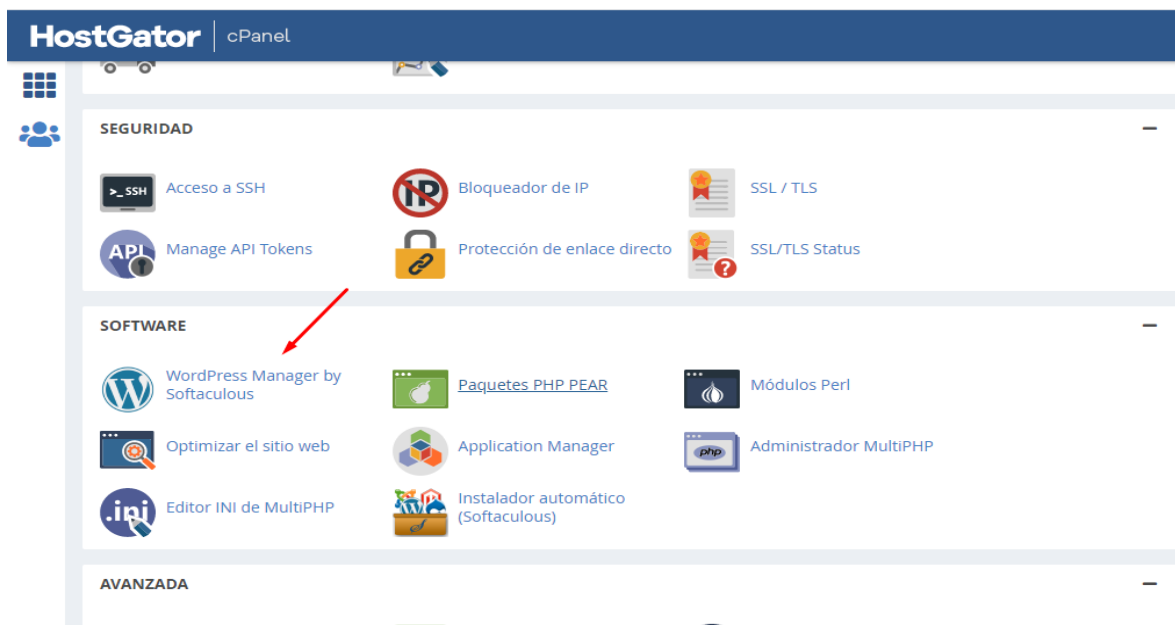 HostGator cPanel
SEGURIDAD
>_ SSH Acceso a SSH
IP Bloqueador de IP
SSL / TLS
API Manage API Tokens
Protección de enlace directo
? SSL/TLS Status
SOFTWARE
W WordPress Manager by
Softaculous
Paquetes PHP PEAR
Módulos Perl
Optimizar el sitio web
Application Manager
php Administrador MultiPHP
.ini Editor INI de MultiPHP
Instalador automático
(Softaculous)
AVANZADA